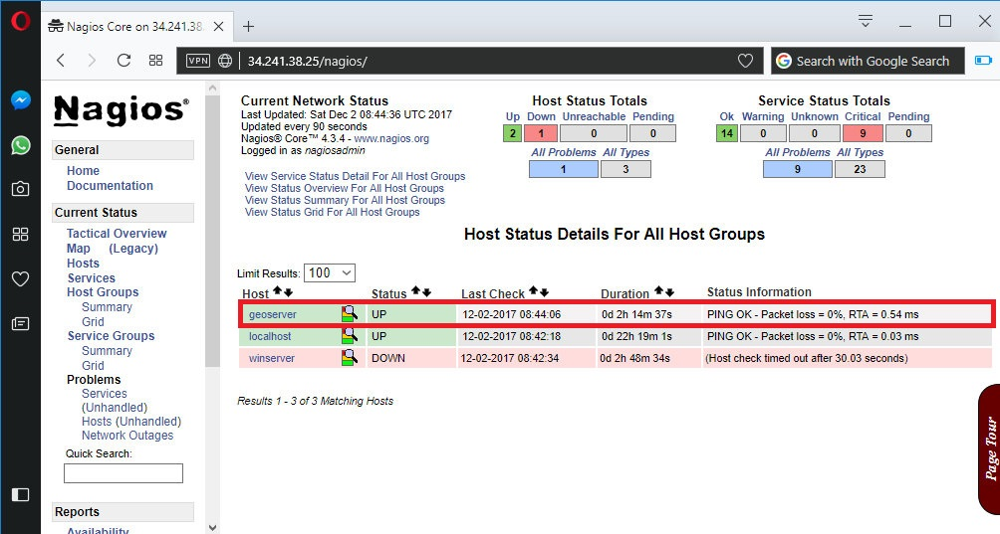 Nagios Core on 34.241.38
VPN 34.241.38.25/nagios/
Search with Google Search
Nagios®
General
Home
Documentation
Current Status
Tactical Overview
Map (Legacy)
Hosts
Services
Host Groups
Summary
Grid
Service Groups
Summary
Grid
Problems
Services
(Unhandled)
Hosts (Unhandled)
Network Outages
Quick Search:
Reports
Availability
Current Network Status
Last Updated: Sat Dec 2 08:44:36 UTC 2017
Updated every 90 seconds
Nagios® Core™ 4.3.4 - www.nagios.org
Logged in as nagiosadmin
View Service Status Detail For All Host Groups
View Status Overview For All Host Groups
View Status Summary For All Host Groups
View Status Grid For All Host Groups
Host Status Totals
Up Down Unreachable Pending
2 1 0 0
All Problems All Types
1 3
Service Status Totals
Ok Warning Unknown Critical Pending
14 0 0 9 0
All Problems All Types
9 23
Host Status Details For All Host Groups
Limit Results: 100
Host Status Last Check Duration Status Information
geoserver UP 12-02-2017 08:44:06 0d 2h 14m 37s PING OK - Packet loss = 0%, RTA = 0.54 ms
localhost UP 12-02-2017 08:42:18 0d 22h 19m 1s PING OK - Packet loss = 0%, RTA = 0.03 ms
winserver DOWN 12-02-2017 08:42:34 0d 2h 48m 34s (Host check timed out after 30.03 seconds)
Results 1 - 3 of 3 Matching Hosts
Page Tour